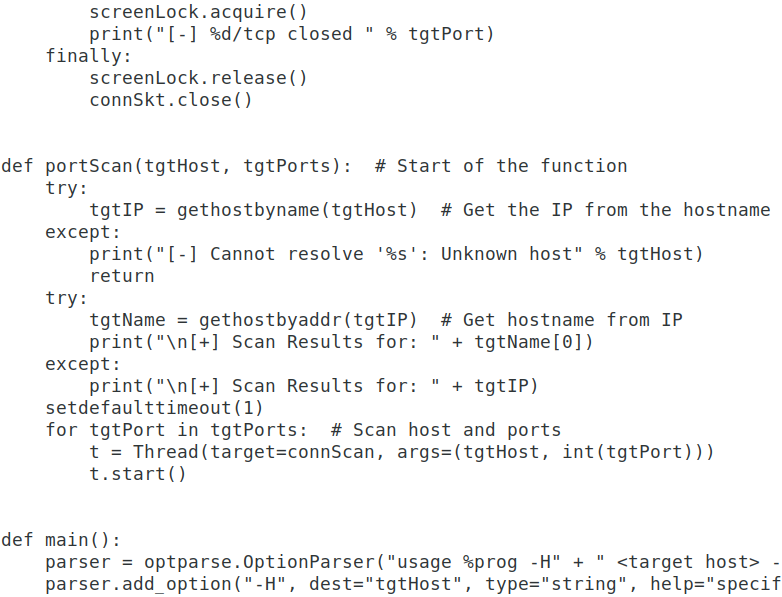 screenLock.acquire()
        print("[-] %d/tcp closed " % tgtPort)
    finally:
        screenLock.release()
        connSkt.close()


def portScan(tgtHost, tgtPorts):  # Start of the function
    try:
        tgtIP = gethostbyname(tgtHost)  # Get the IP from the hostname
    except:
        print("[-] Cannot resolve '%s': Unknown host" % tgtHost)
        return
    try:
        tgtName = gethostbyaddr(tgtIP)  # Get hostname from IP
        print("\n[+] Scan Results for: " + tgtName[0])
    except:
        print("\n[+] Scan Results for: " + tgtIP)
    setdefaulttimeout(1)
    for tgtPort in tgtPorts:  # Scan host and ports
        t = Thread(target=connScan, args=(tgtHost, int(tgtPort)))
        t.start()


def main():
    parser = optparse.OptionParser("usage %prog -H" + " <target host> -
    parser.add_option("-H", dest="tgtHost", type="string", help="specif